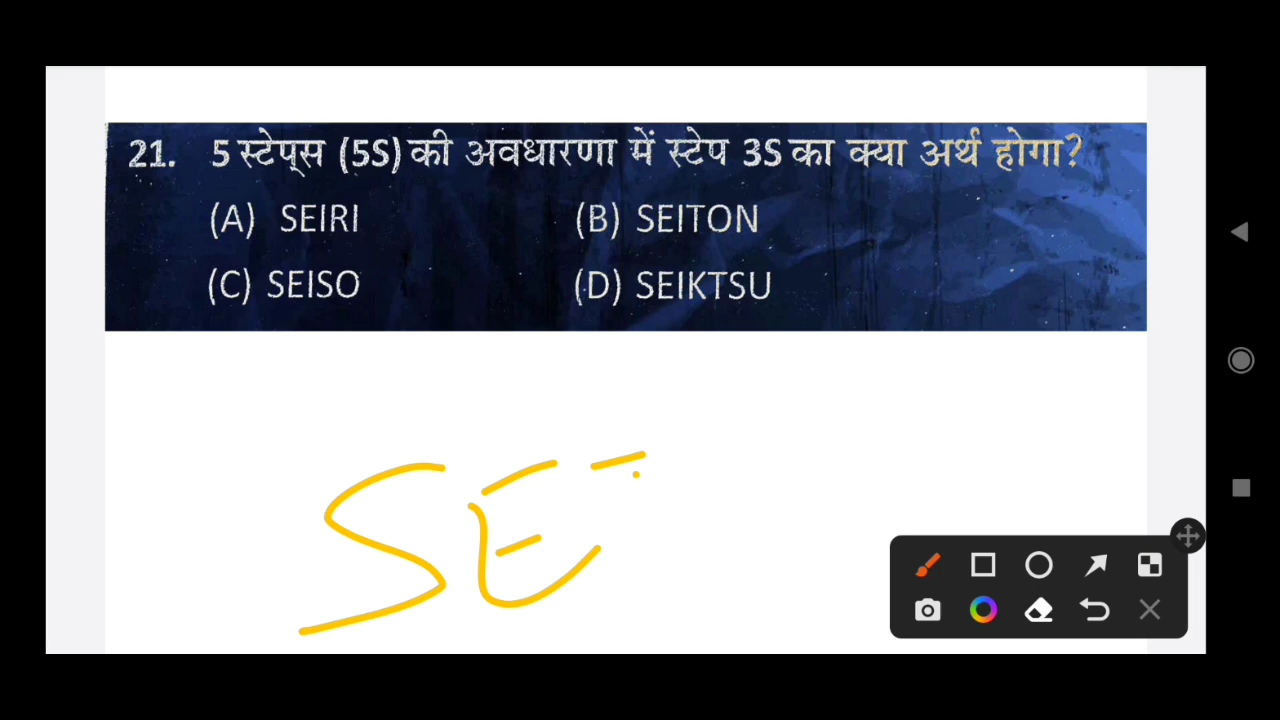 21. 5 स्टेप्स (5S) की अवधारणा में स्टेप 3S का क्या अर्थ होगा?
(A) SEIRI (B) SEITON
(C) SEISO (D) SEIKTSU
SE